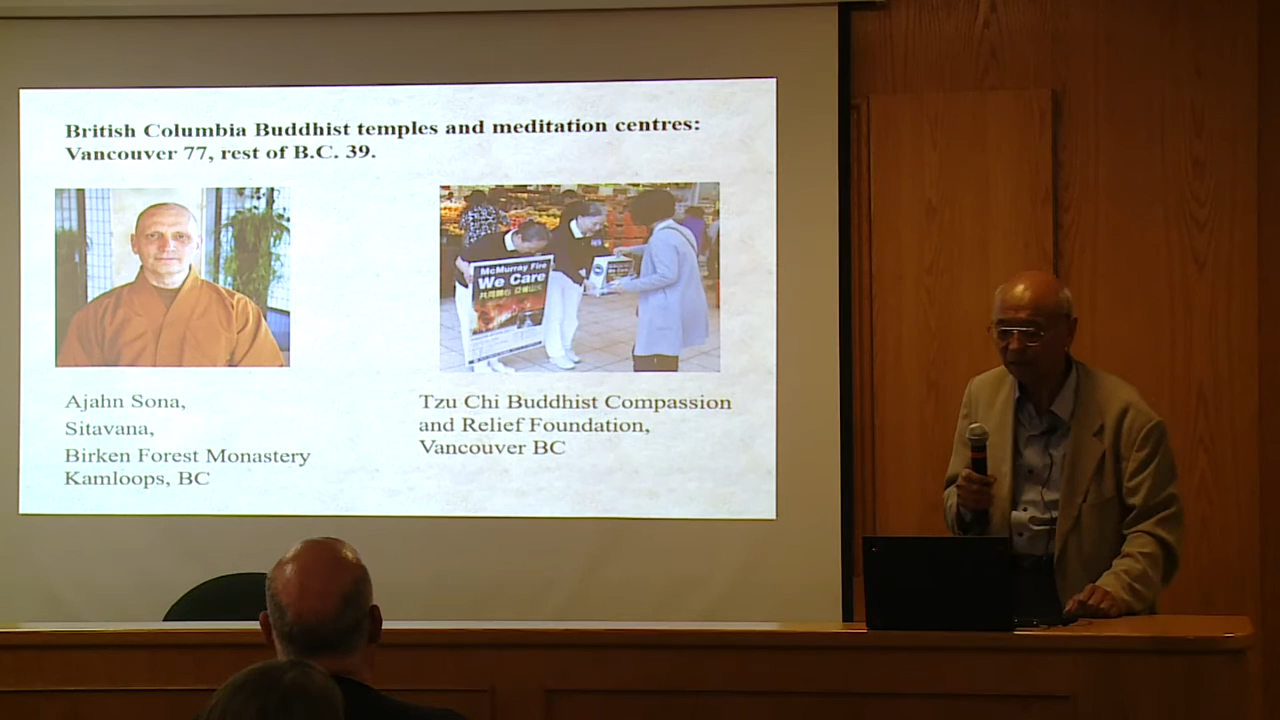 British Columbia Buddhist temples and meditation centres:
Vancouver 77, rest of B.C. 39.
McMurray Fire
We Care
Ajahn Sona,
Sitavana,
Birken Forest Monastery
Kamloops, BC
Tzu Chi Buddhist Compassion
and Relief Foundation,
Vancouver BC